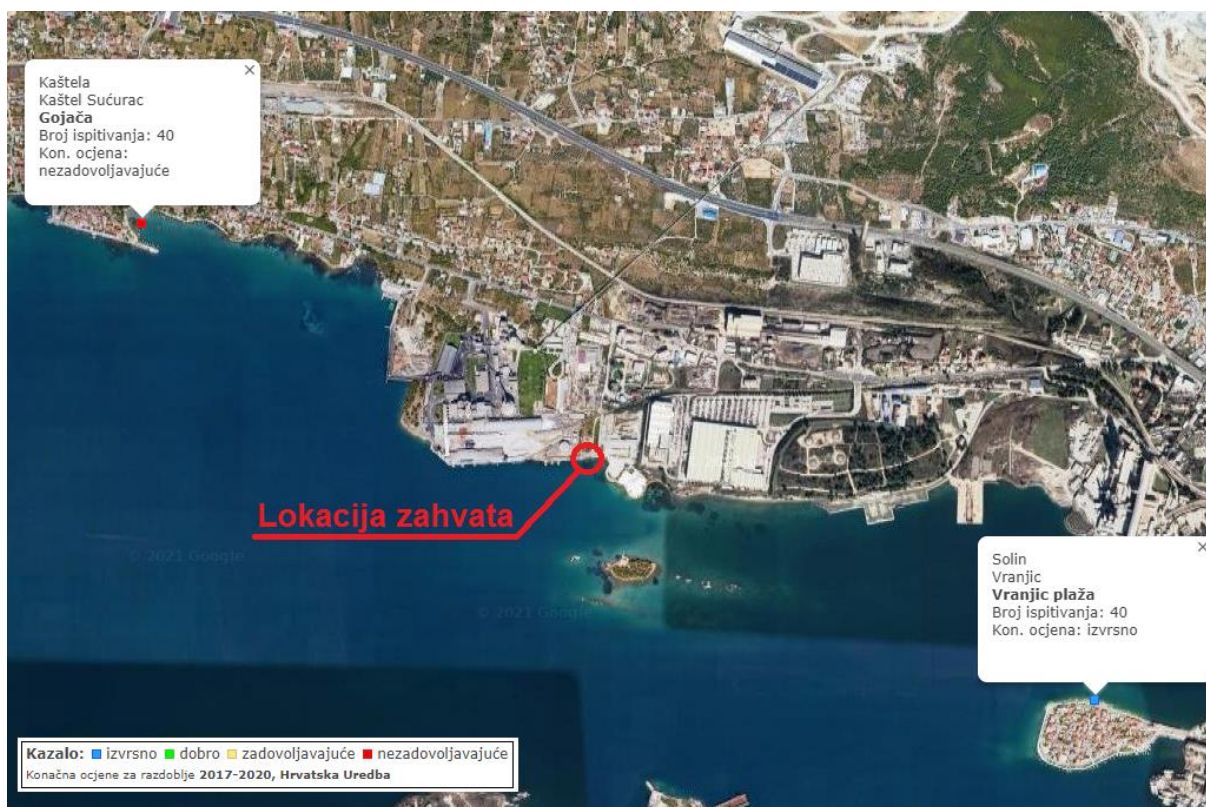 Kaštela
Kaštel Sućurac
Gojača
Broj ispitivanja: 40
Kon. ocjena:
nezadovoljavajuće
Lokacija zahvata
© 2021 Google
© 2021 Google
Solin
Vranjic
Vranjic plaža
Broj ispitivanja: 40
Kon. ocjena: izvrsno
Kazalo: izvrsno dobro zadovoljavajuće nezadovoljavajuće
Konačna ocjene za razdoblje 2017-2020, Hrvatska Uredba